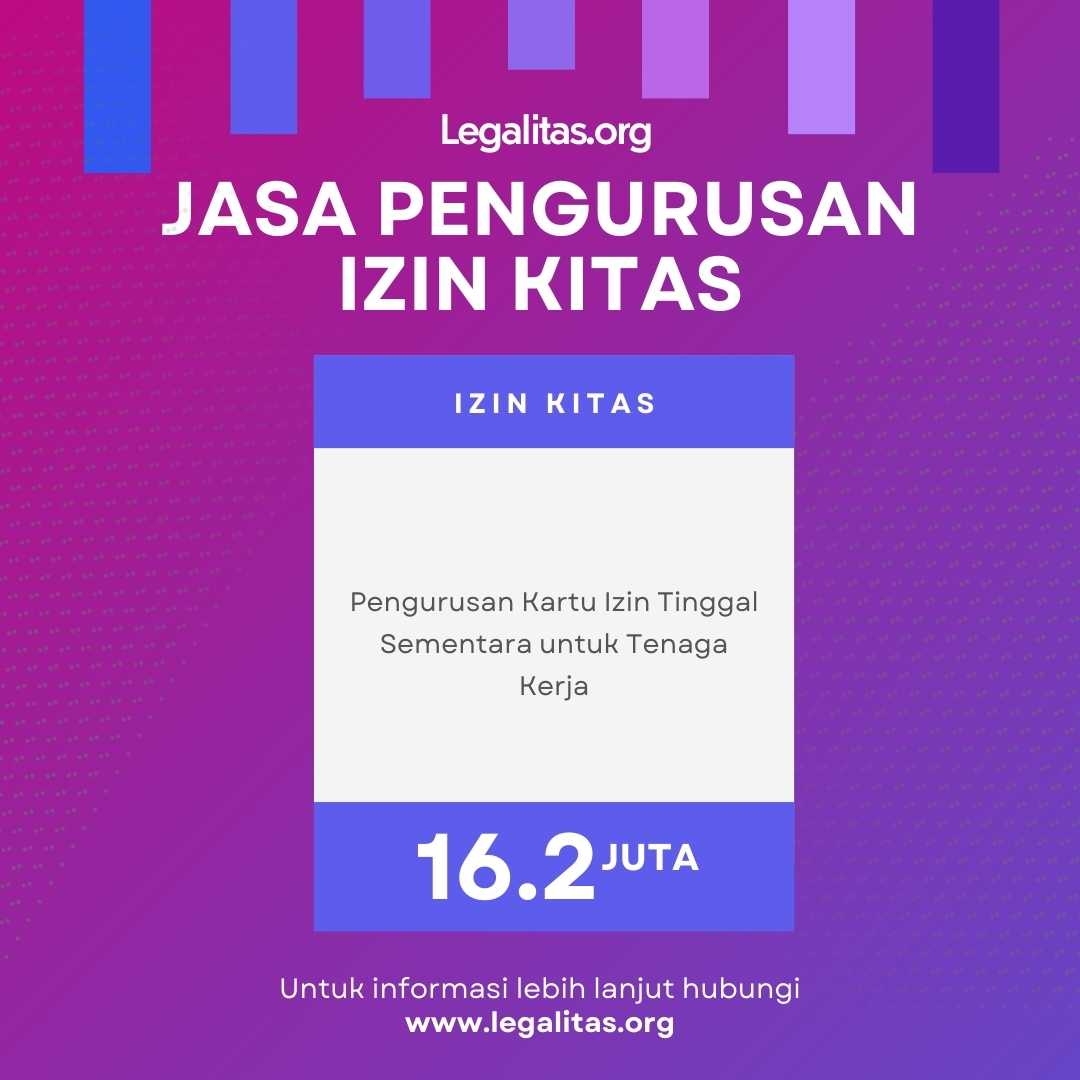 Legalitas.org
JASA PENGURUSAN
IZIN KITAS
IZIN KITAS
Pengurusan Kartu Izin Tinggal
Sementara untuk Tenaga
Kerja
16.2 JUTA
Untuk informasi lebih lanjut hubungi
www.legalitas.org